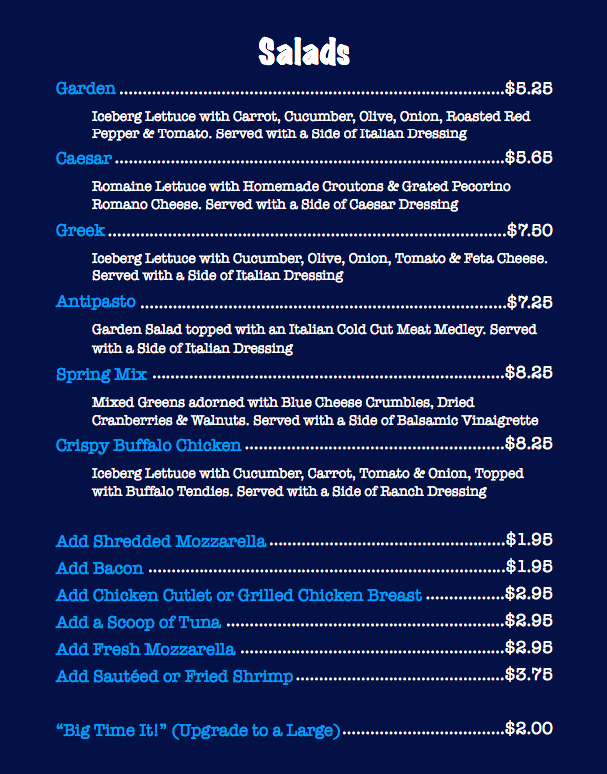 Salads
Garden ..........$5.25
Iceberg Lettuce with Carrot, Cucumber, Olive, Onion, Roasted Red
Pepper & Tomato. Served with a Side of Italian Dressing
Caesar ..........$5.65
Romaine Lettuce with Homemade Croutons & Grated Pecorino
Romano Cheese. Served with a Side of Caesar Dressing
Greek ..........$7.50
Iceberg Lettuce with Cucumber, Olive, Onion, Tomato & Feta Cheese.
Served with a Side of Italian Dressing
Antipasto ..........$7.25
Garden Salad topped with an Italian Cold Cut Meat Medley. Served
with a Side of Italian Dressing
Spring Mix ..........$8.25
Mixed Greens adorned with Blue Cheese Crumbles, Dried
Cranberries & Walnuts. Served with a Side of Balsamic Vinaigrette
Crispy Buffalo Chicken ..........$8.25
Iceberg Lettuce with Cucumber, Carrot, Tomato & Onion, Topped
with Buffalo Tendies. Served with a Side of Ranch Dressing
Add Shredded Mozzarella ..........$1.95
Add Bacon ..........$1.95
Add Chicken Cutlet or Grilled Chicken Breast ..........$2.95
Add a Scoop of Tuna ..........$2.95
Add Fresh Mozzarella ..........$2.95
Add Sautéed or Fried Shrimp ..........$3.75
“Big Time It!” (Upgrade to a Large) ..........$2.00